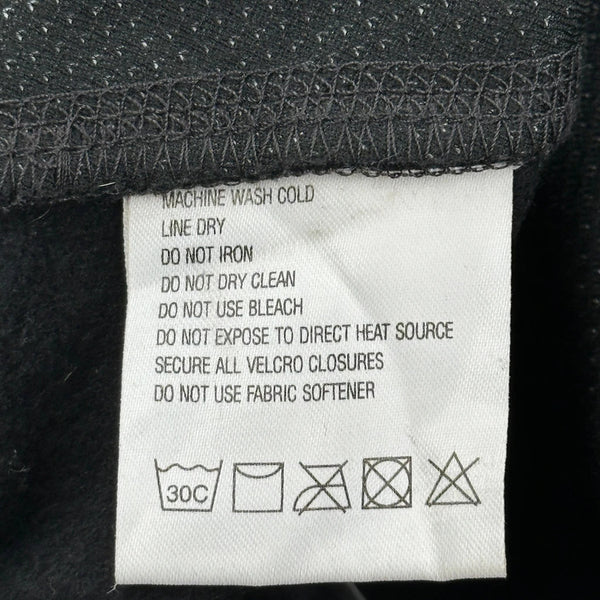 MACHINE WASH COLD
LINE DRY
DO NOT IRON
DO NOT DRY CLEAN
DO NOT USE BLEACH
DO NOT EXPOSE TO DIRECT HEAT SOURCE
SECURE ALL VELCRO CLOSURES
DO NOT USE FABRIC SOFTENER
30C